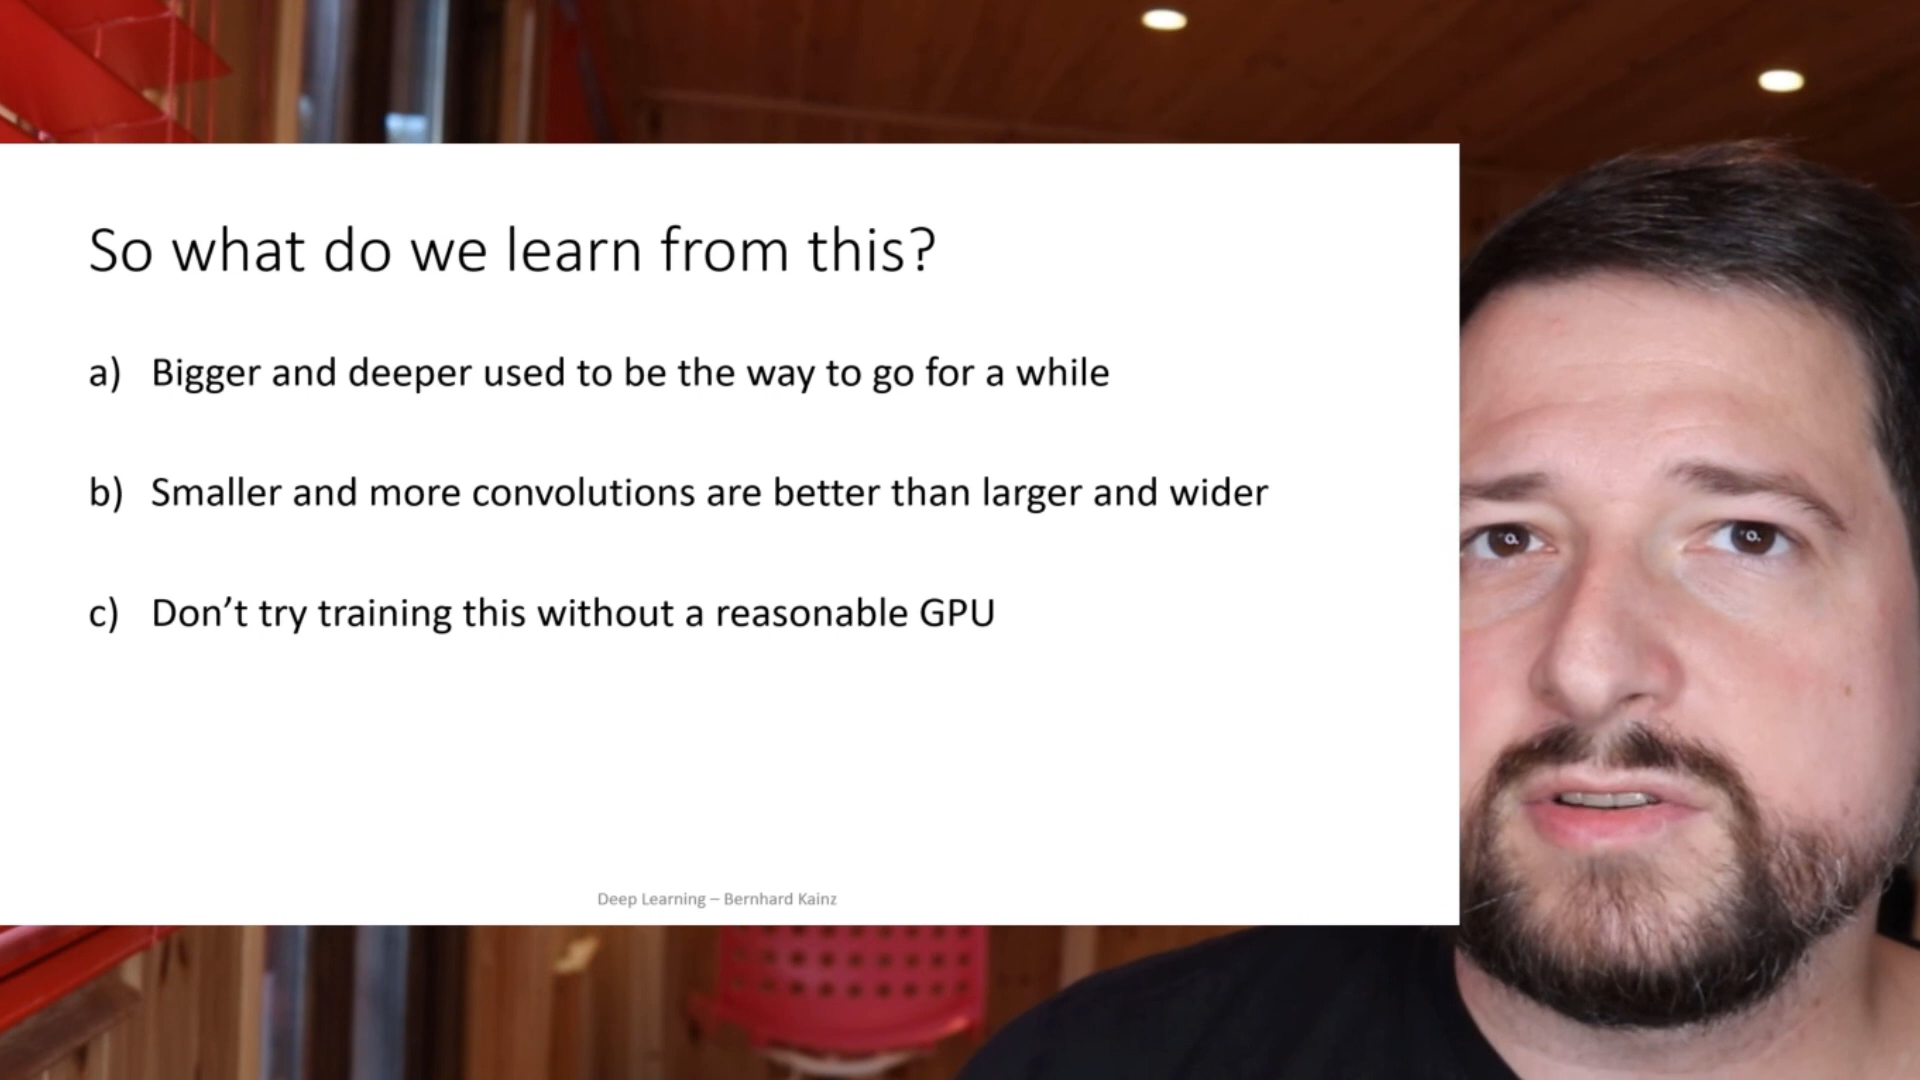 So what do we learn from this?
a) Bigger and deeper used to be the way to go for a while
b) Smaller and more convolutions are better than larger and wider
c) Don’t try training this without a reasonable GPU
Deep Learning – Bernhard Kainz